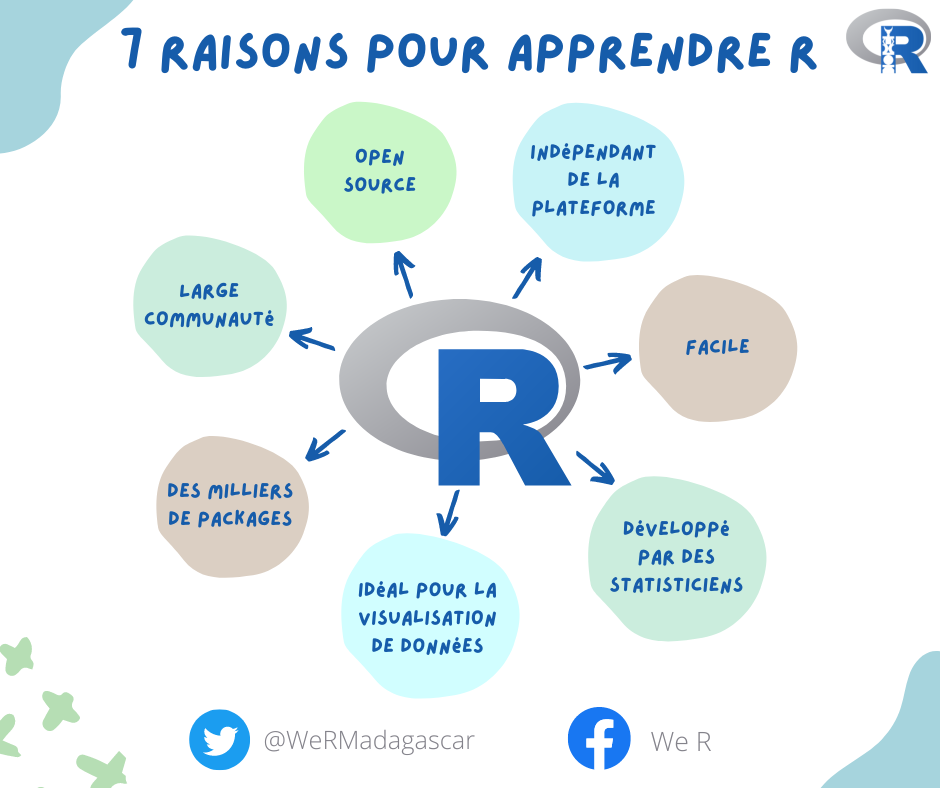 7 RAISONS POUR APPRENDRE R
R
OPEN
SOURCE
INDÉPENDANT
DE LA
PLATEFORME
LARGE
COMMUNAUTÉ
FACILE
R
DES MILLIERS
DE PACKAGES
DÉVELOPPÉ
PAR DES
STATISTICIENS
IDÉAL POUR LA
VISUALISATION
DE DONNÉES
@WeRMadagascar
We R